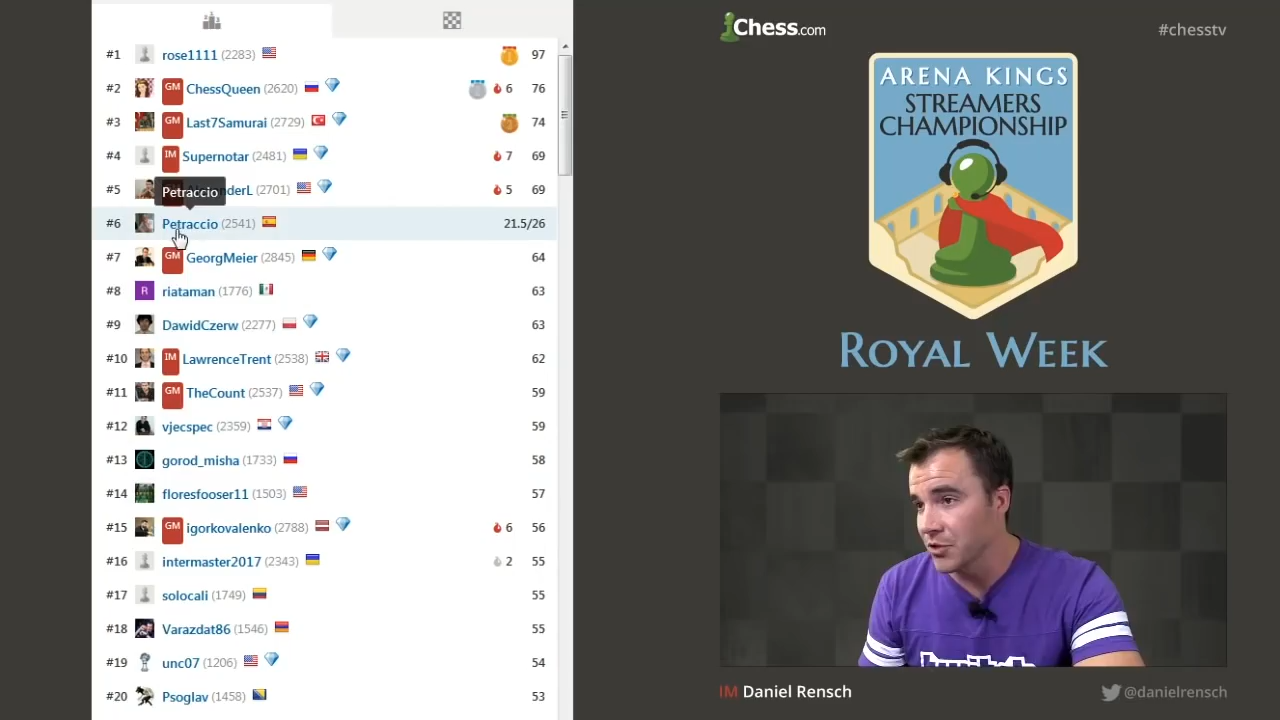 #1 rose1111 (2283) 97
#2 GM ChessQueen (2620) 6 76
#3 GM Last7Samurai (2729) 74
#4 IM Supernotar (2481) 7 69
Petraccio
#5 nderL (2701) 5 69
#6 Petraccio (2541) 21.5/26
#7 GM GeorgMeier (2845) 64
#8 R riataman (1776) 63
#9 DawidCzerw (2277) 63
#10 IM LawrenceTrent (2538) 62
#11 GM TheCount (2537) 59
#12 vjecspec (2359) 59
#13 gorod_misha (1733) 58
#14 floresfooser11 (1503) 57
#15 GM igorkovalenko (2788) 6 56
#16 intermaster2017 (2343) 2 55
#17 solocali (1749) 55
#18 Varazdat86 (1546) 55
#19 unc07 (1206) 54
#20 Psoglav (1458) 53
Chess.com
#chesstv
ARENA KINGS
STREAMERS
CHAMPIONSHIP
ROYAL WEEK
twitch
IM Daniel Rensch
@danielrensch